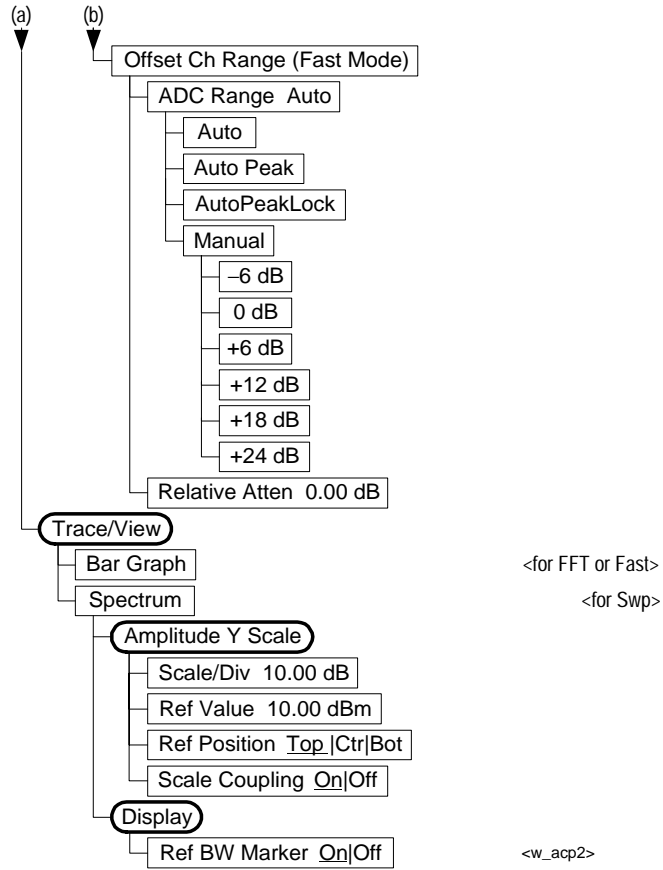 (a) (b)
Offset Ch Range (Fast Mode)
ADC Range Auto
Auto
Auto Peak
AutoPeakLock
Manual
−6 dB
0 dB
+6 dB
+12 dB
+18 dB
+24 dB
Relative Atten 0.00 dB
Trace/View
Bar Graph <for FFT or Fast>
Spectrum <for Swp>
Amplitude Y Scale
Scale/Div 10.00 dB
Ref Value 10.00 dBm
Ref Position Top |Ctr|Bot
Scale Coupling On|Off
Display
Ref BW Marker On|Off <w_acp2>